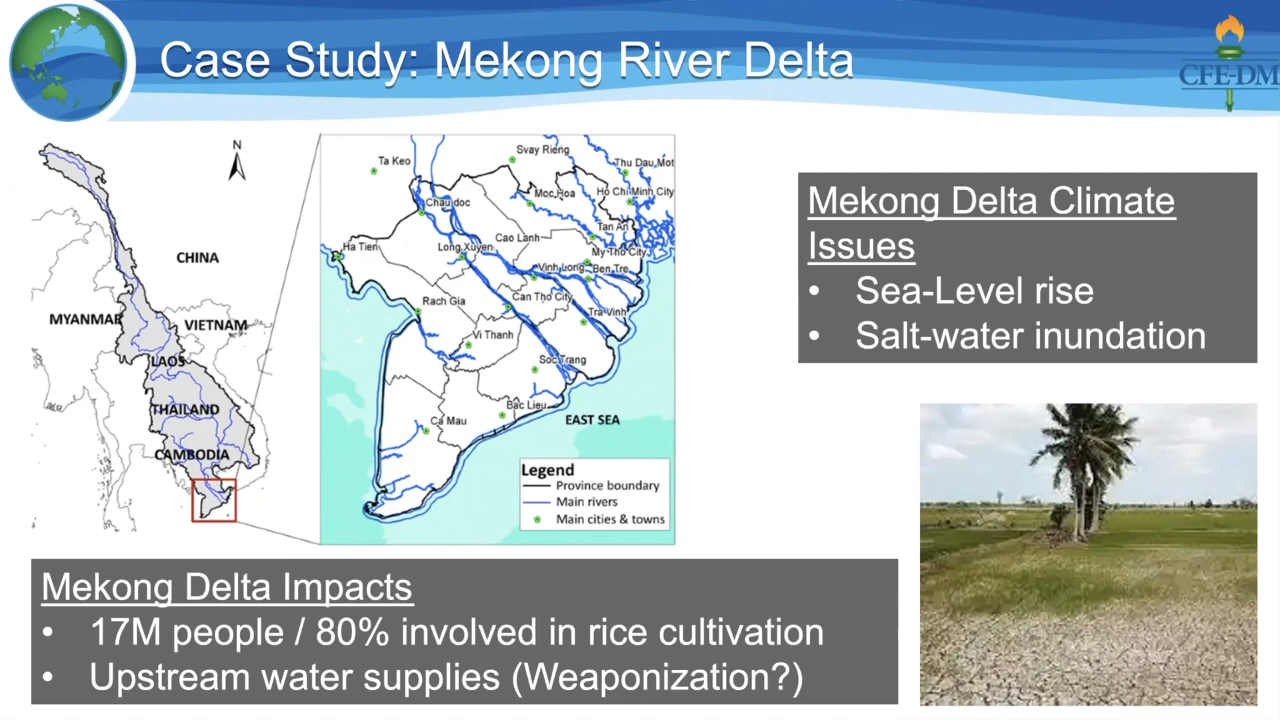 Case Study: Mekong River Delta
CFE-DM
N
CHINA
MYANMAR
VIETNAM
LAOS
THAILAND
CAMBODIA
Ta Keo
Svay Rieng
Thu Dau Mot
Chau doc
Moc Hoa
Ho Chi Minh City
Tan An
Cao Lanh
Ha Tien
Long Xuyen
My Tho City
Vinh Long
Ben Tre
Rach Gia
Can Tho City
Tra Vinh
Vi Thanh
Soc Trang
Bac Lieu
Ca Mau
EAST SEA
Legend
Province boundary
Main rivers
Main cities & towns
Mekong Delta Climate
Issues
• Sea-Level rise
• Salt-water inundation
Mekong Delta Impacts
• 17M people / 80% involved in rice cultivation
• Upstream water supplies (Weaponization?)